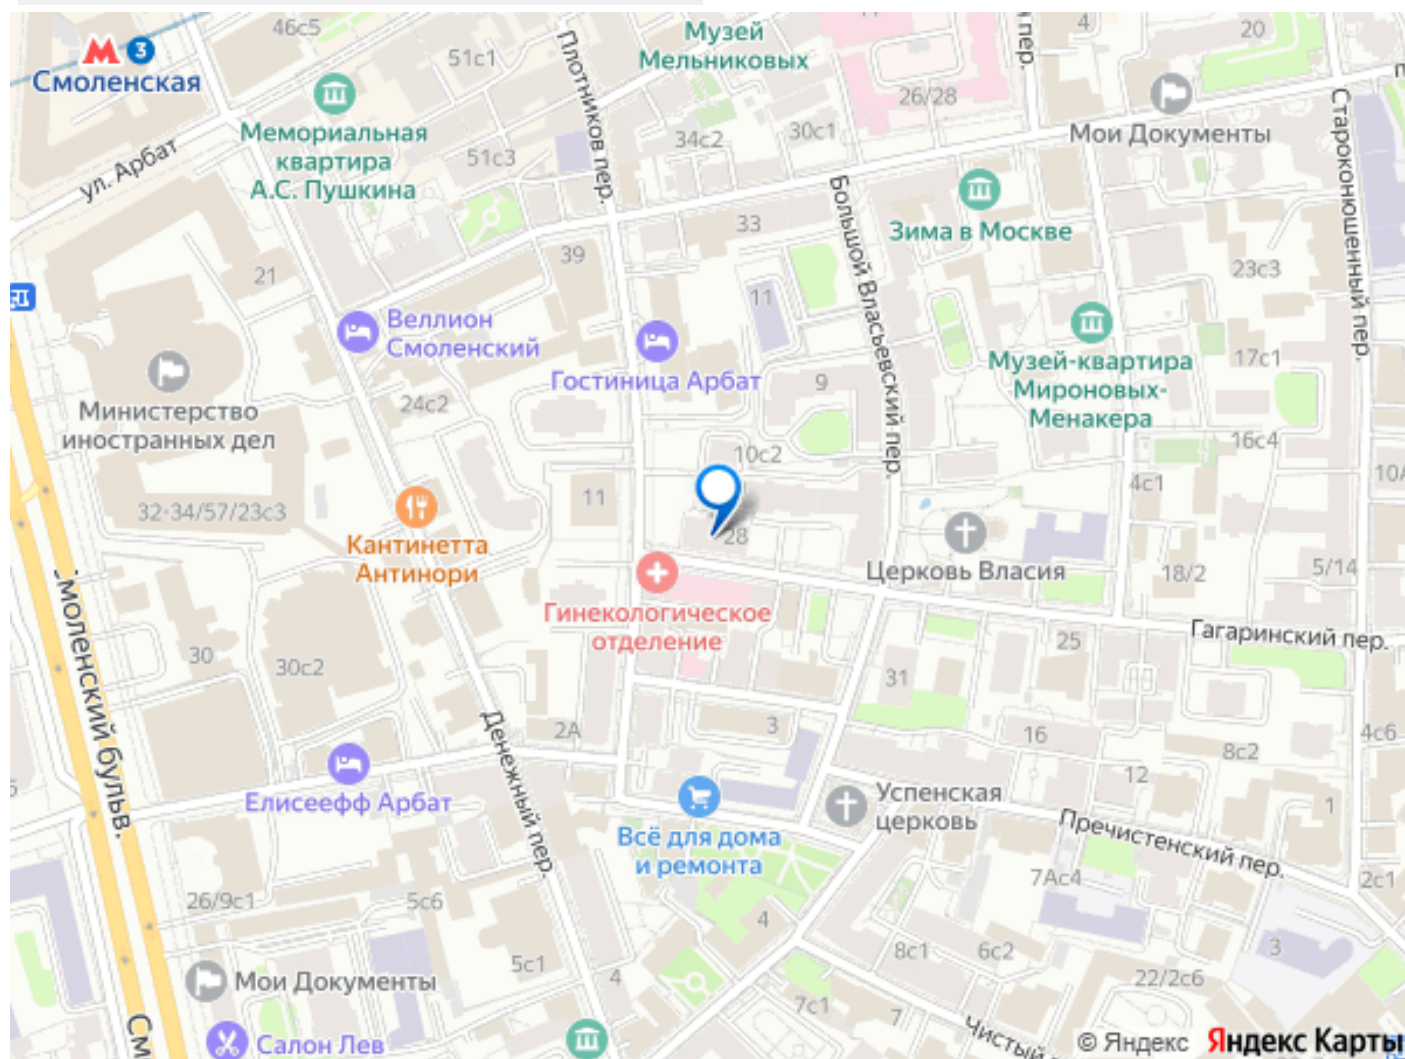 46с5
51с1
Плотников пер.
Музей
Мельниковых
пер.
4
20
3
Смоленская
26/28
Мои Документы
Староконюшенный пер.
Мемориальная
квартира
А.С. Пушкина
51с3
34с2
30с1
ул. Арбат
Большой Власьевский пер.
Зима в Москве
33
39
21
23с3
11
Веллион
Смоленский
Гостиница Арбат
Музей-квартира
Мироновых-
Менакера
17с1
Министерство
иностранных дел
24с2
9
16с4
10с2
4с1
10А
11
32-34/57/23с3
28
Кантинетта
Антинори
Церковь Власия
18/2
5/14
Гинекологическое
отделение
Гагаринский пер.
25
30
30с2
31
Смоленский бульв.
Денежный пер.
2А
3
16
8с2
4с6
12
Елисеефф Арбат
Успенская
церковь
1
Всё для дома
и ремонта
Пречистенский пер.
7Ас4
2с1
26/9с1
5с6
4
8с1
6с2
3
5с1
4
22/2с6
Мои Документы
7с1
7
Чистый
См
Салон Лев
© Яндекс Яндекс Карты